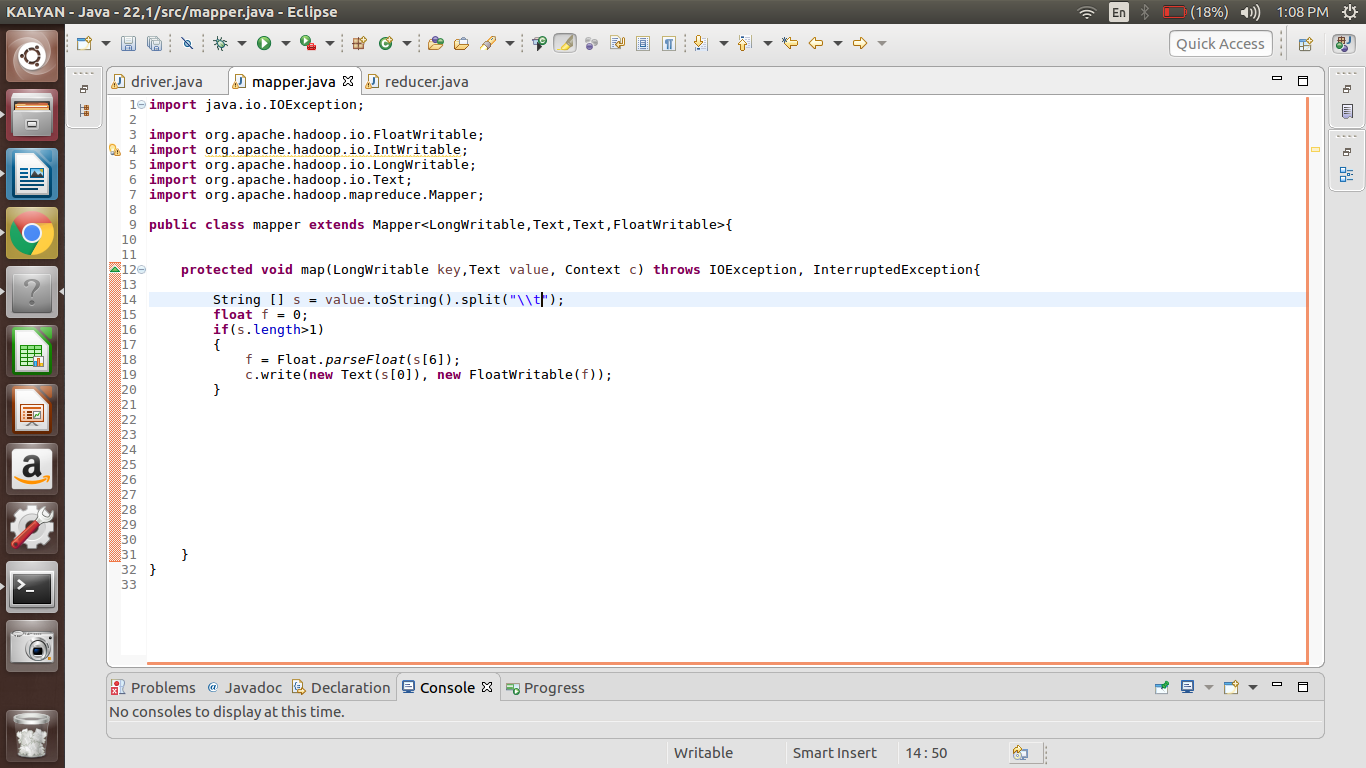 KALYAN - Java - 22,1/src/mapper.java - Eclipse
En
(18%)
1:08 PM
Quick Access
driver.java
mapper.java
reducer.java
1 import java.io.IOException;
2
3 import org.apache.hadoop.io.FloatWritable;
4 import org.apache.hadoop.io.IntWritable;
5 import org.apache.hadoop.io.LongWritable;
6 import org.apache.hadoop.io.Text;
7 import org.apache.hadoop.mapreduce.Mapper;
8
9 public class mapper extends Mapper<LongWritable,Text,Text,FloatWritable>{
10
11
12 protected void map(LongWritable key,Text value, Context c) throws IOException, InterruptedException{
13
14 String [] s = value.toString().split("\\t");
15 float f = 0;
16 if(s.length>1)
17 {
18 f = Float.parseFloat(s[6]);
19 c.write(new Text(s[0]), new FloatWritable(f));
20 }
21
22
23
24
25
26
27
28
29
30
31 }
32 }
33
Problems
@ Javadoc
Declaration
Console
Progress
No consoles to display at this time.
Writable
Smart Insert
14 : 50